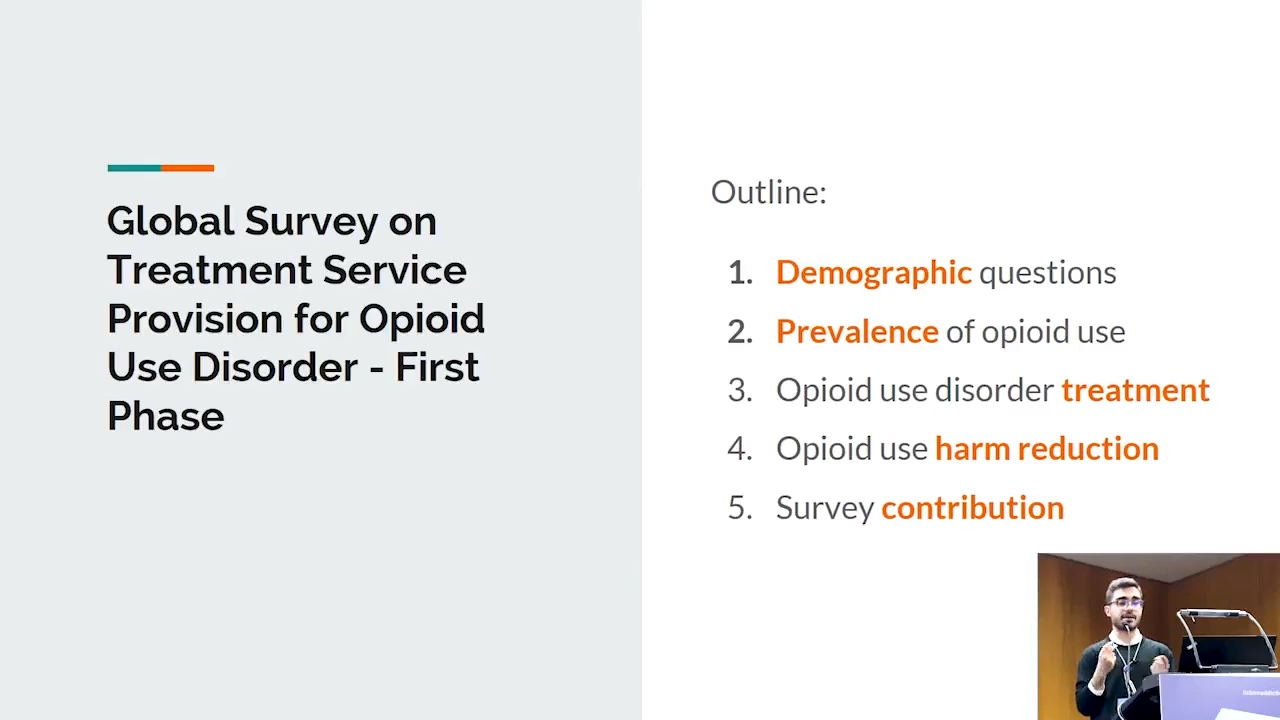 Global Survey on
Treatment Service
Provision for Opioid
Use Disorder - First
Phase
Outline:
1. Demographic questions
2. Prevalence of opioid use
3. Opioid use disorder treatment
4. Opioid use harm reduction
5. Survey contribution